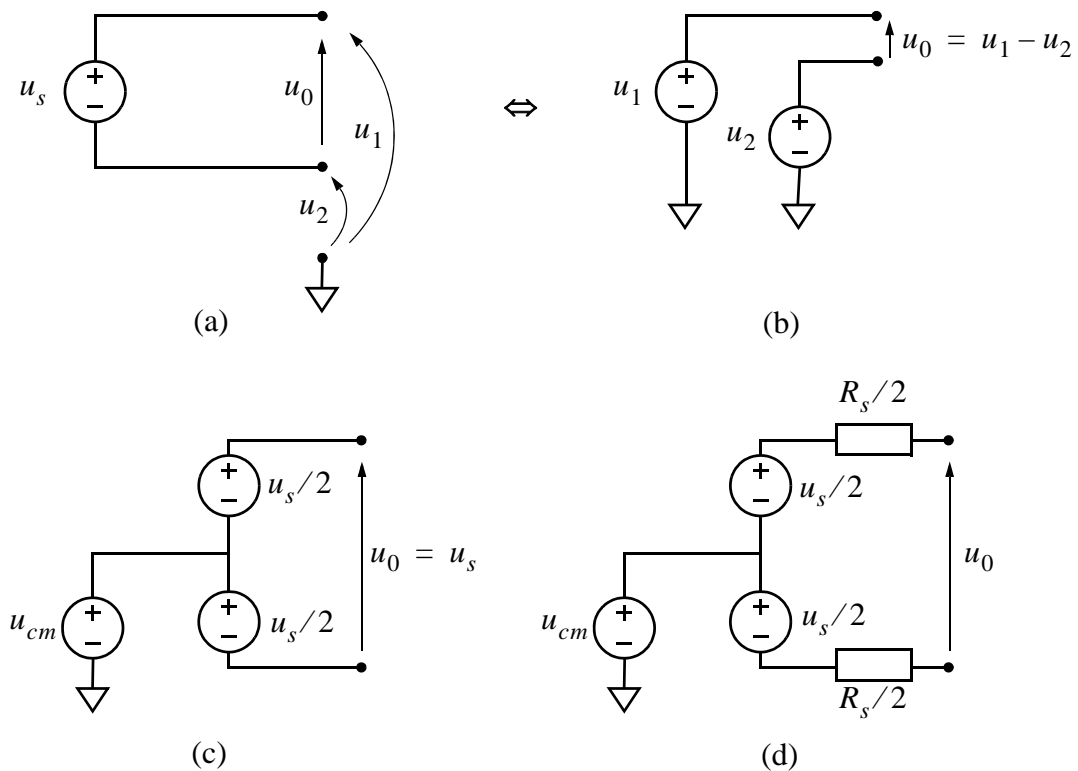 u_s
+
−
u_0
u_1
u_2
(a)
⇔
u_1
+
−
u_2
+
−
u_0 = u_1 – u_2
(b)
+
−
u_s/2
u_cm
+
−
+
−
u_s/2
u_0 = u_s
(c)
R_s/2
+
−
u_s/2
u_cm
+
−
+
−
u_s/2
u_0
R_s/2
(d)